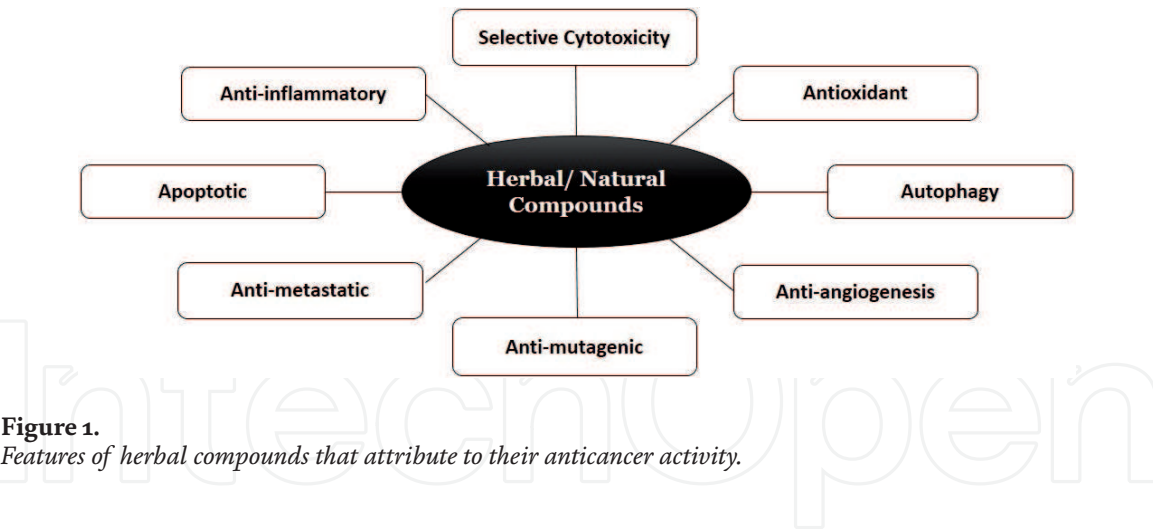 Selective Cytotoxicity
Anti-inflammatory
Antioxidant
Herbal/ Natural
Compounds
Apoptotic
Autophagy
Anti-metastatic
Anti-angiogenesis
Anti-mutagenic
IntechOpen
Figure 1.
Features of herbal compounds that attribute to their anticancer activity.